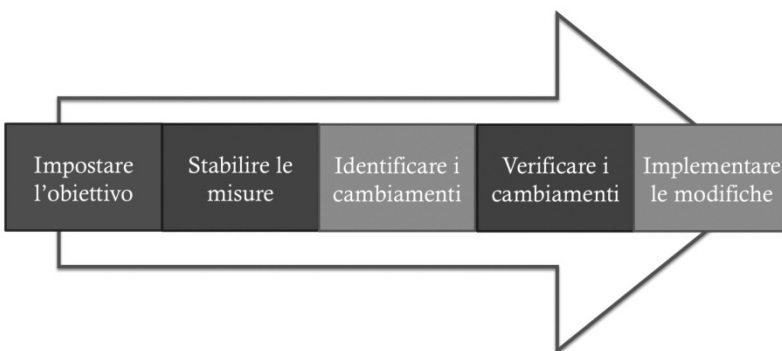 Impostare
l'obiettivo
Stabilire le
misure
Identificare i
cambiamenti
Verificare i
cambiamenti
Implementare
le modifiche